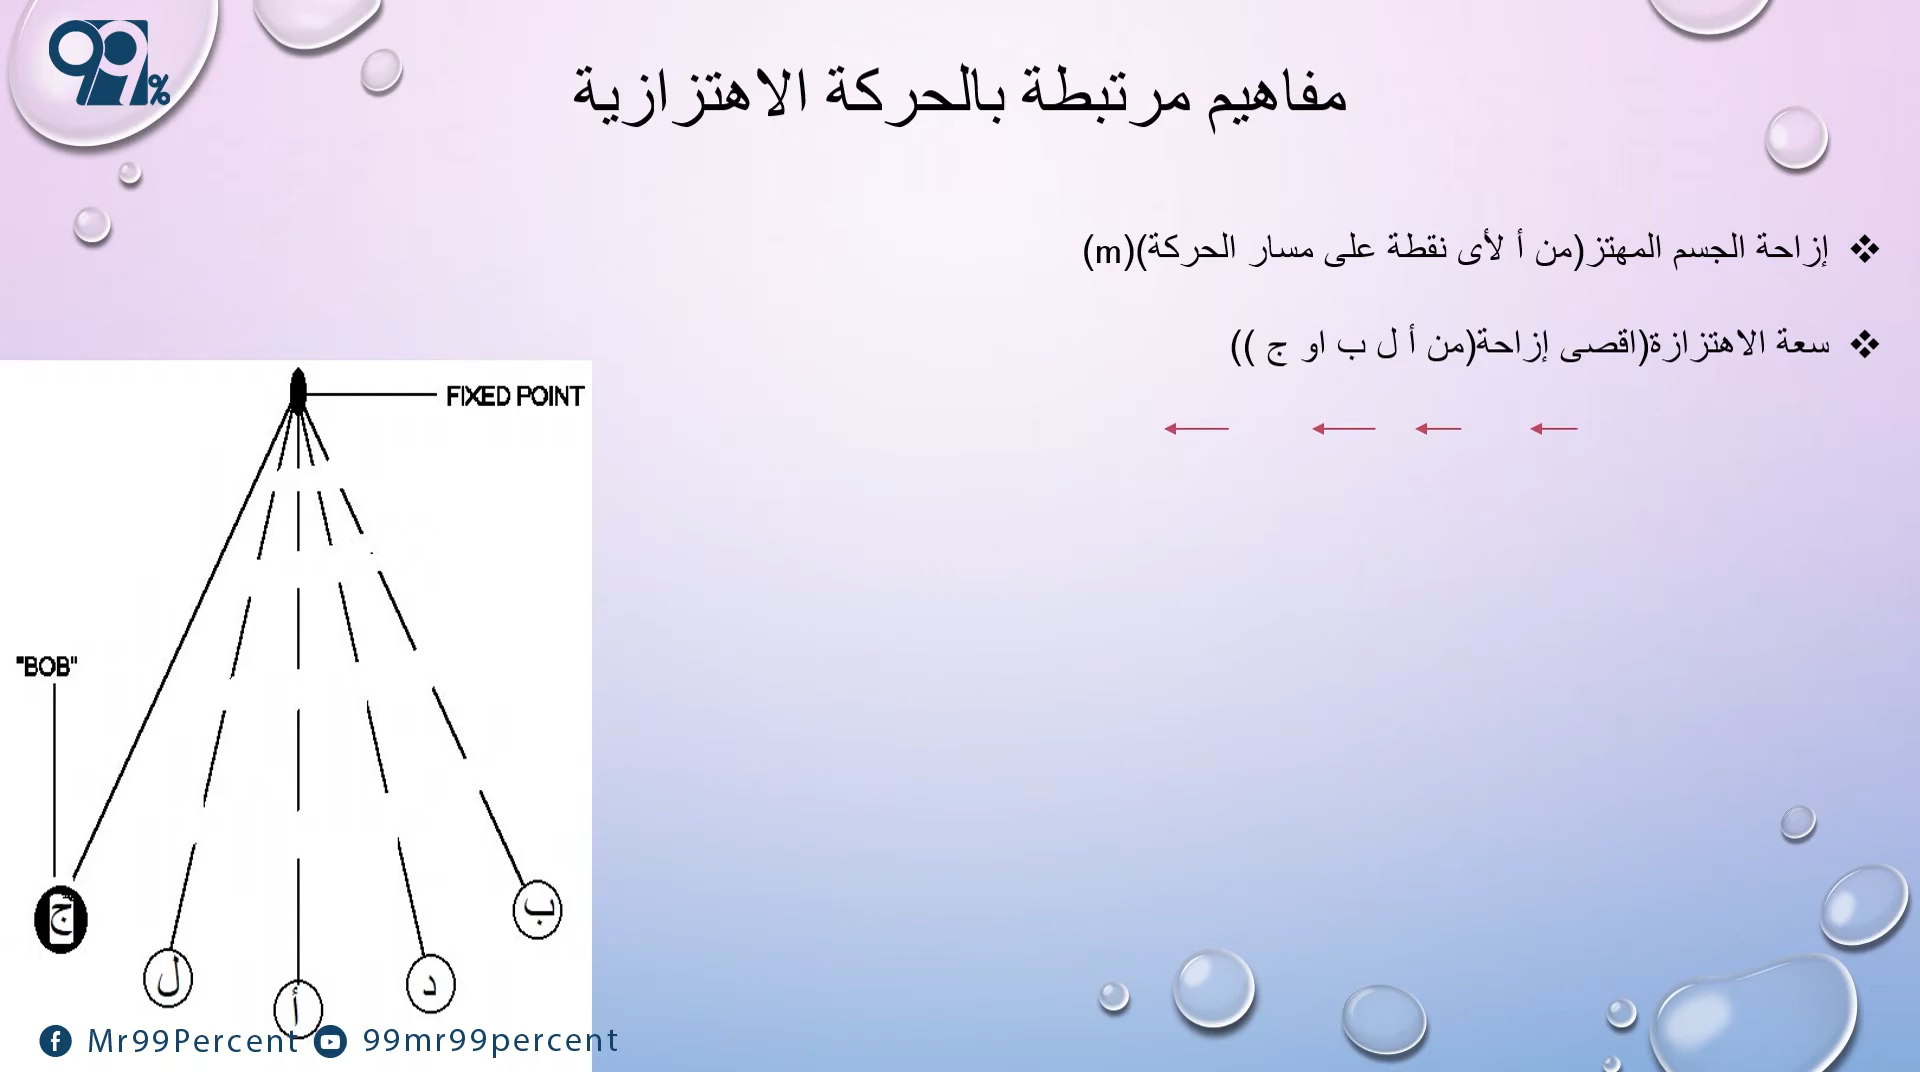 99%
مفاهيم مرتبطة بالحركة الاهتزازية
❖ إزاحة الجسم المهتز(من أ لأى نقطة على مسار الحركة)(m)
❖ سعة الاهتزازة(اقصى إزاحة(من أ ل ب او ج ))
FIXED POINT
"BOB"
ج
ل
أ
د
ب
Mr99Percent 99mr99percent